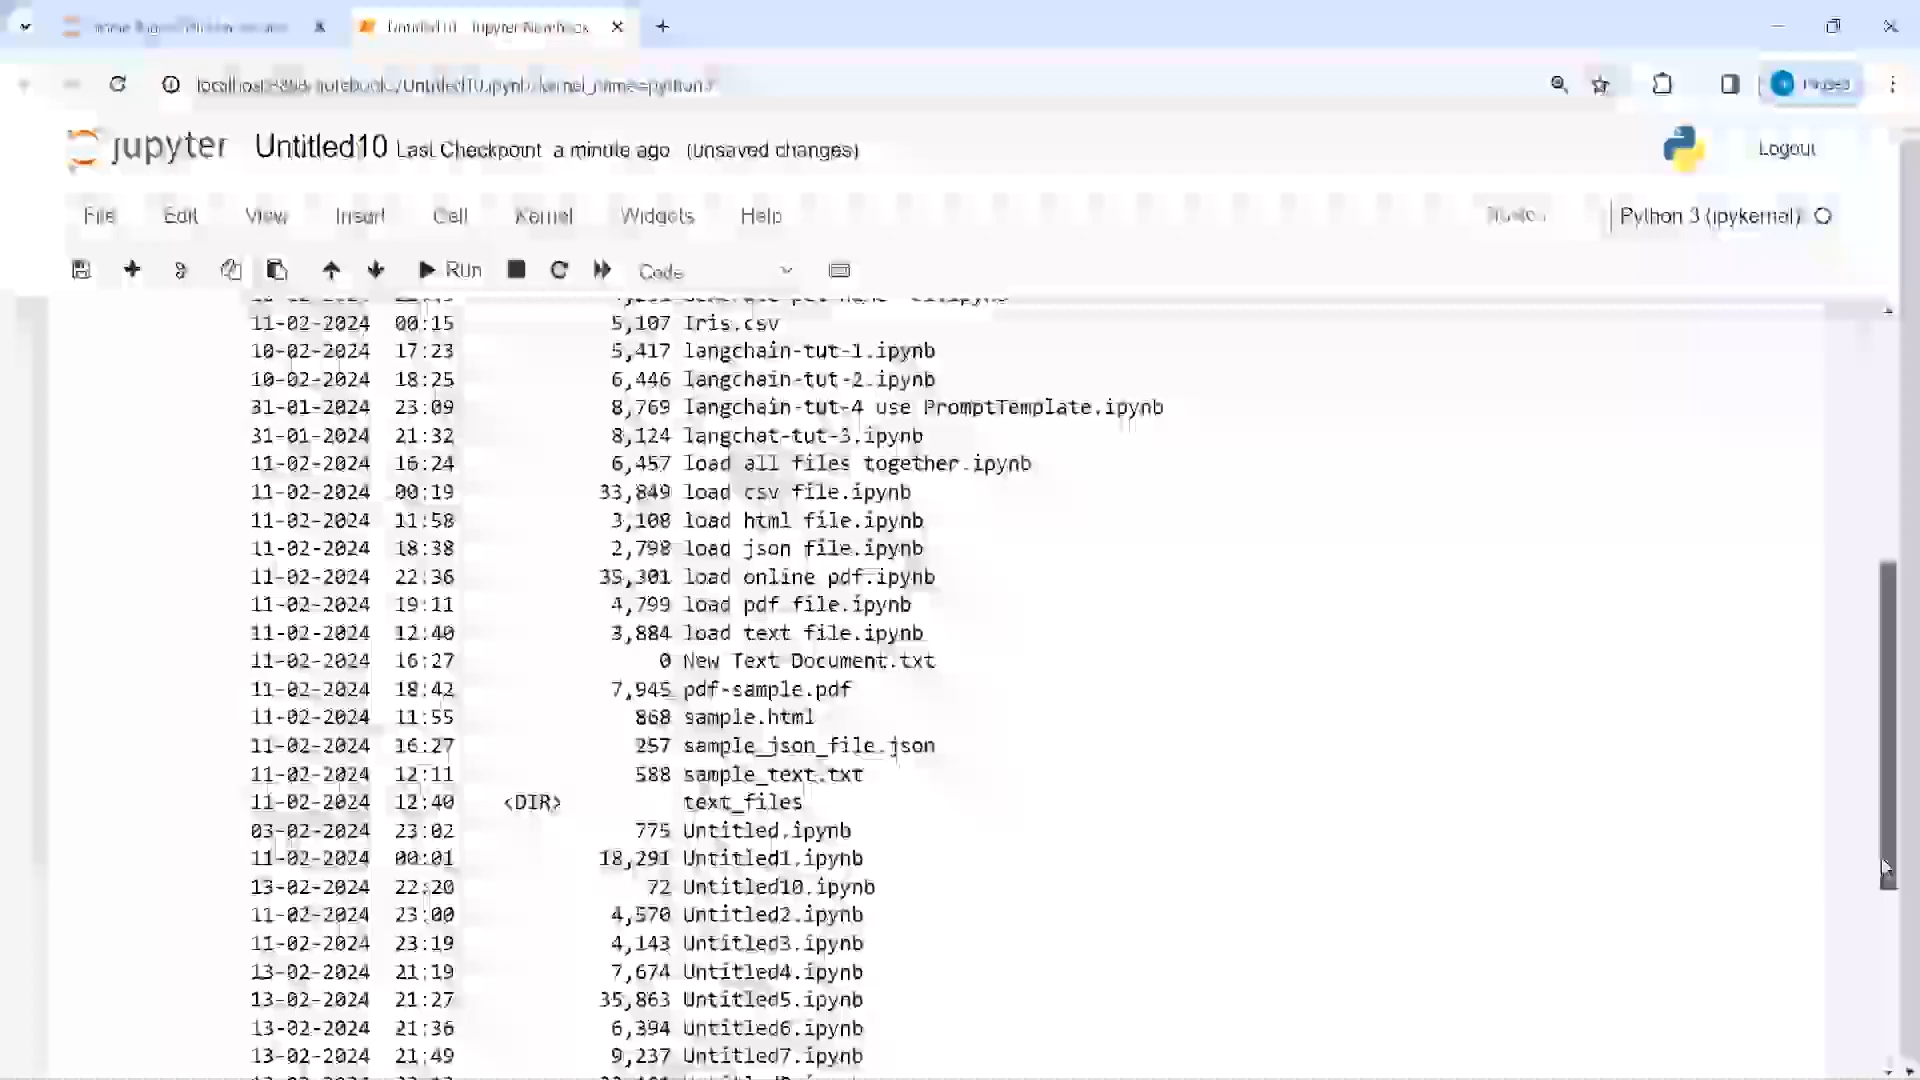 Untitled10 - Jupyter Notebook
Paused
jupyter Untitled10 Last Checkpoint a minute ago (unsaved changes) Logout
File Edit View Insert Cell Kernel Widgets Help Python 3 (ipykernel)
Run Code
11-02-2024 00:15 5,107 Iris.csv
10-02-2024 17:23 5,417 langchain-tut-1.ipynb
10-02-2024 18:25 6,446 langchain-tut-2.ipynb
31-01-2024 23:09 8,769 langchain-tut-4 use PromptTemplate.ipynb
31-01-2024 21:32 8,124 langchat-tut-3.ipynb
11-02-2024 16:24 6,457 load all files together.ipynb
11-02-2024 00:19 33,849 load csv file.ipynb
11-02-2024 11:58 3,108 load html file.ipynb
11-02-2024 18:38 2,798 load json file.ipynb
11-02-2024 22:36 35,301 load online pdf.ipynb
11-02-2024 19:11 4,799 load pdf file.ipynb
11-02-2024 12:40 3,884 load text file.ipynb
11-02-2024 16:27 0 New Text Document.txt
11-02-2024 18:42 7,945 pdf-sample.pdf
11-02-2024 11:55 868 sample.html
11-02-2024 16:27 257 sample_json_file.json
11-02-2024 12:11 588 sample_text.txt
11-02-2024 12:40 <DIR> text_files
03-02-2024 23:02 775 Untitled.ipynb
11-02-2024 00:01 18,291 Untitled1.ipynb
13-02-2024 22:20 72 Untitled10.ipynb
11-02-2024 23:00 4,570 Untitled2.ipynb
11-02-2024 23:19 4,143 Untitled3.ipynb
13-02-2024 21:19 7,674 Untitled4.ipynb
13-02-2024 21:27 35,863 Untitled5.ipynb
13-02-2024 21:36 6,394 Untitled6.ipynb
13-02-2024 21:49 9,237 Untitled7.ipynb